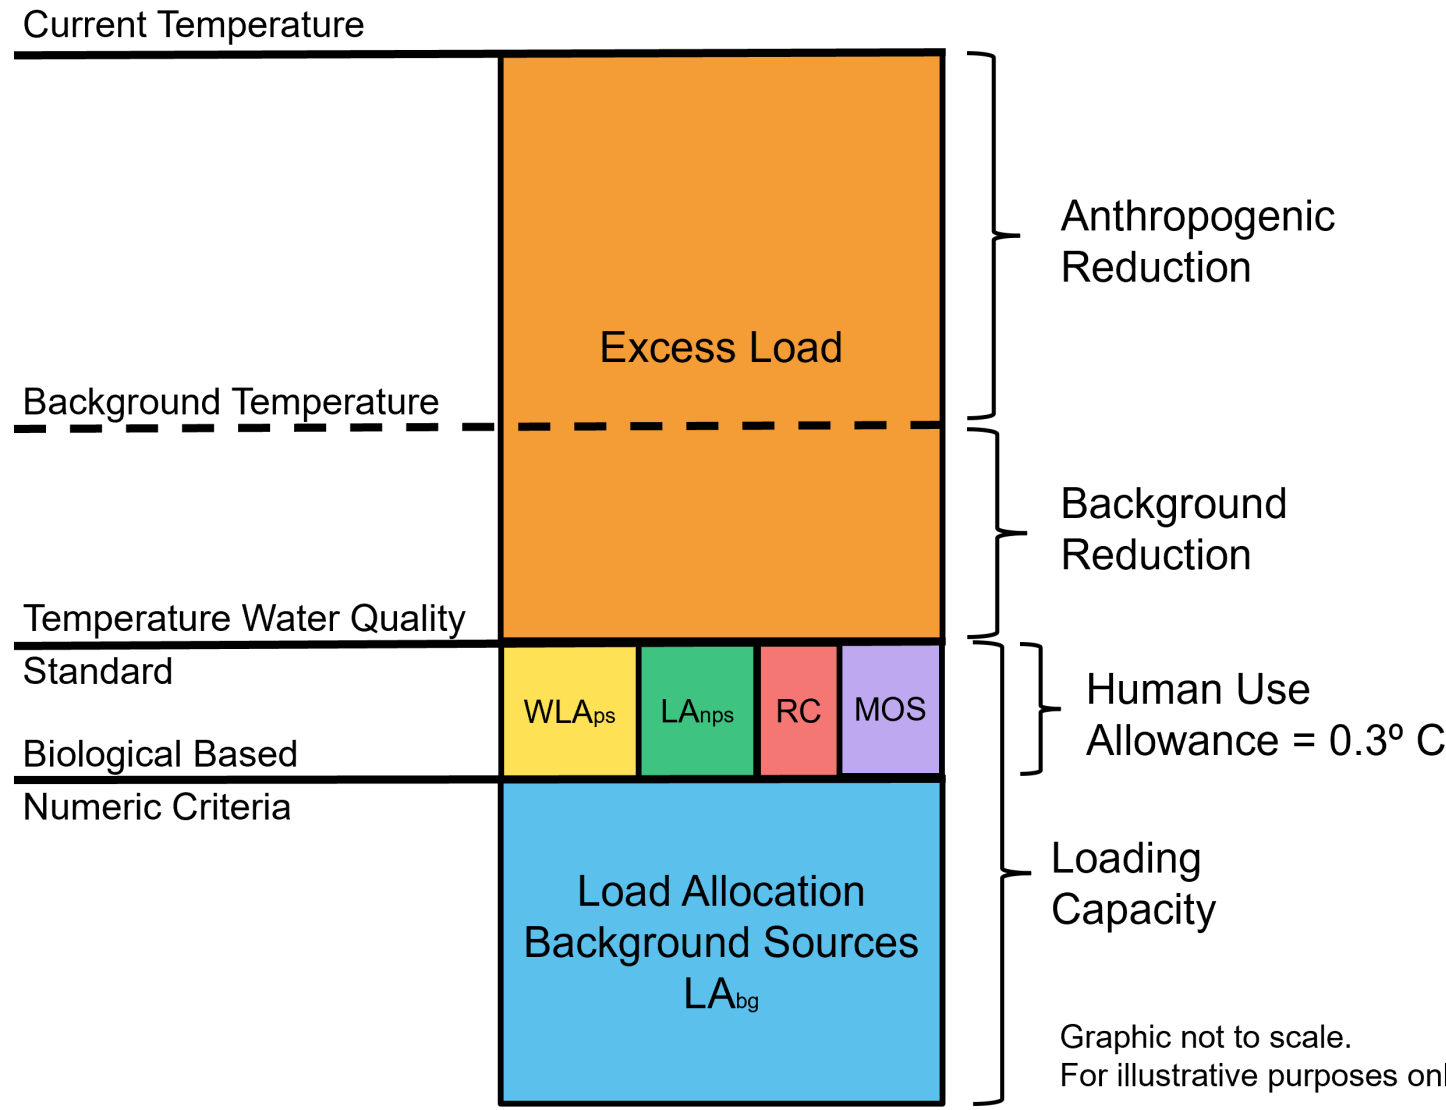 Current Temperature
Anthropogenic
Reduction
Excess Load
Background Temperature
Background
Reduction
Temperature Water Quality
Standard
WLAps
LAnps
RC
MOS
Human Use
Allowance = 0.3º C
Biological Based
Numeric Criteria
Load Allocation
Background Sources
LAbg
Loading
Capacity
Graphic not to scale.
For illustrative purposes